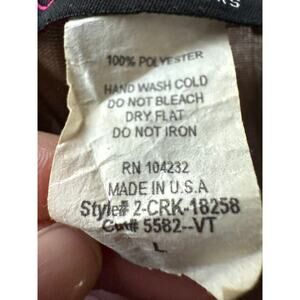 100% POLYESTER
HAND WASH COLD
DO NOT BLEACH
DRY FLAT
DO NOT IRON
RN 104232
MADE IN U.S.A
Style# 2-CRK-18258
Cut# 5582--VT
L